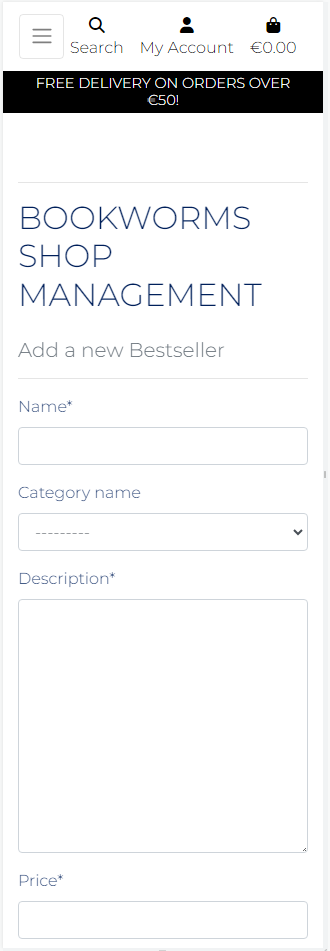 Search My Account €0.00
FREE DELIVERY ON ORDERS OVER
€50!
BOOKWORMS
SHOP
MANAGEMENT
Add a new Bestseller
Name*
Category name
---------
Description*
Price*